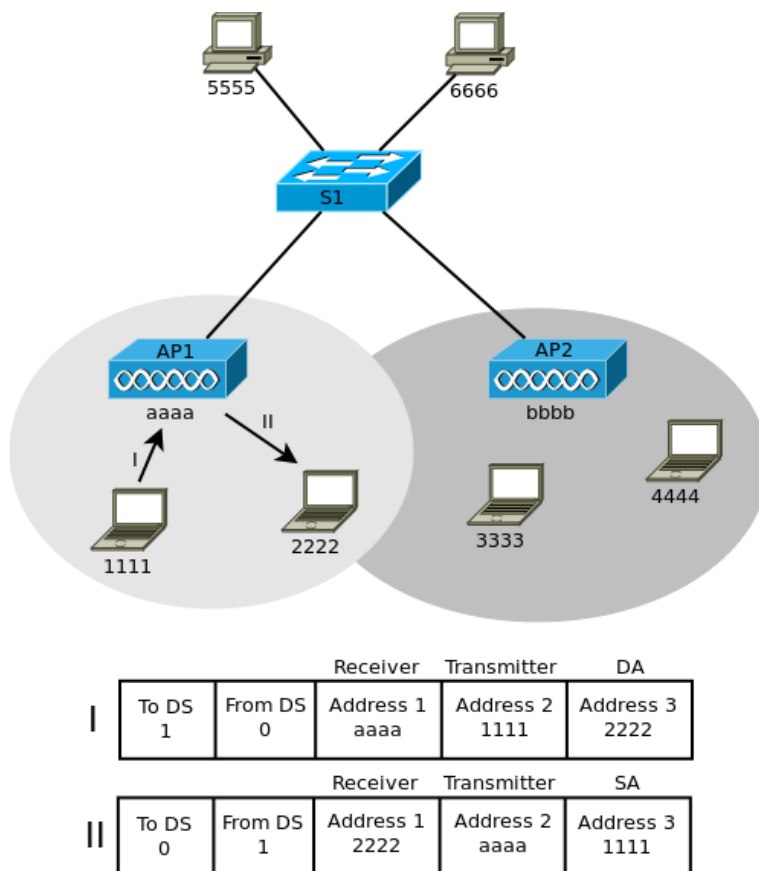 5555
6666
S1
AP1
AP2
aaaa
bbbb
I
II
1111
2222
3333
4444
Receiver Transmitter DA
I
To DS From DS Address 1 Address 2 Address 3
1 0 aaaa 1111 2222
Receiver Transmitter SA
II
To DS From DS Address 1 Address 2 Address 3
0 1 2222 aaaa 1111